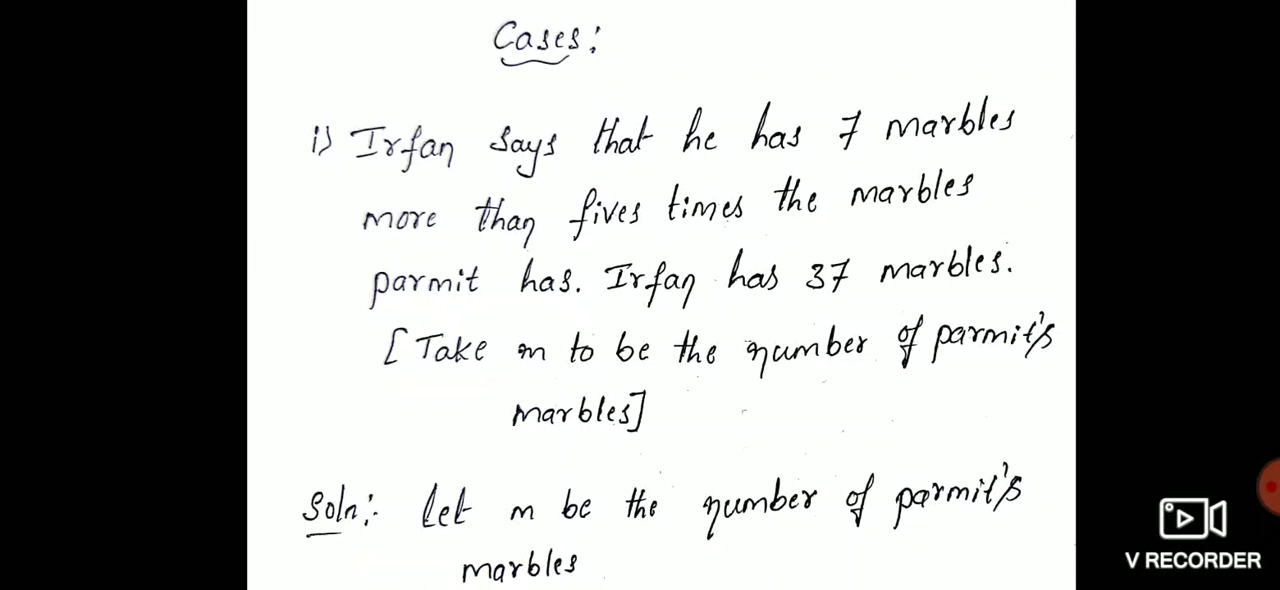 Cases:
i) Irfan says that he has 7 marbles
more than fives times the marbles
parmit has. Irfan has 37 marbles.
[Take m to be the number of parmit's
marbles]
Soln:- Let m be the number of parmit's
marbles
V RECORDER